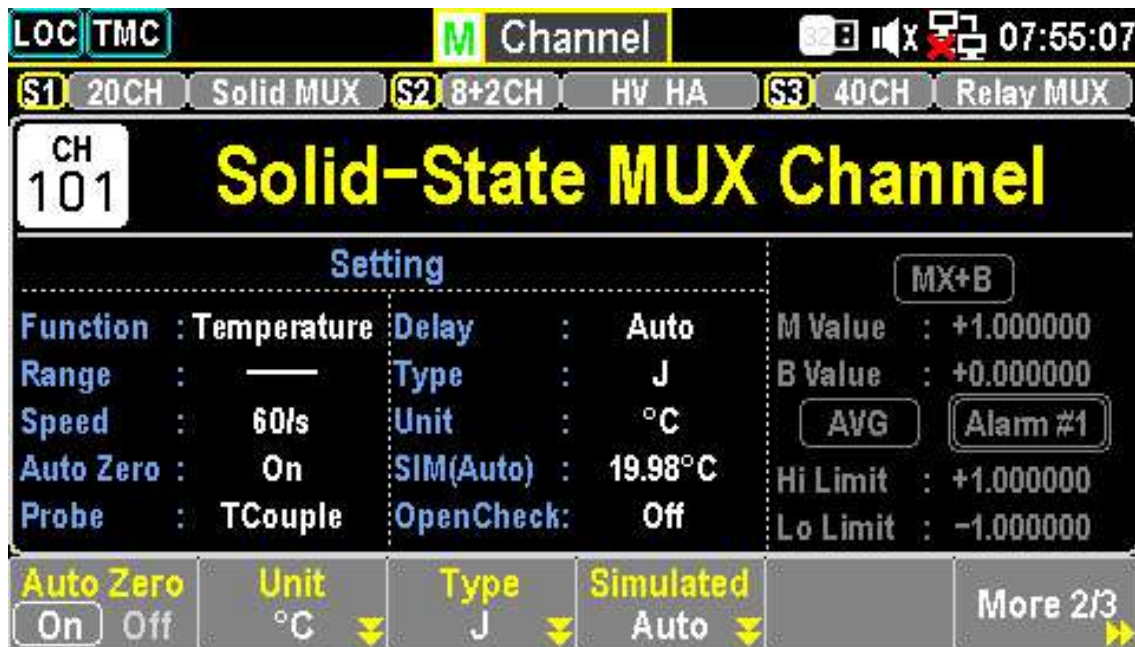 LOC TMC M Channel 32 07:55:07
S1 20CH Solid MUX S2 8+2CH HV HA S3 40CH Relay MUX
CH
101
Solid-State MUX Channel
Setting
Function : Temperature
Range : ——
Speed : 60/s
Auto Zero : On
Probe : TCouple
Delay : Auto
Type : J
Unit : °C
SIM(Auto) : 19.98°C
OpenCheck: Off
MX+B
M Value : +1.000000
B Value : +0.000000
AVG Alarm #1
Hi Limit : +1.000000
Lo Limit : -1.000000
Auto Zero
On Off
Unit
°C
Type
J
Simulated
Auto
More 2/3